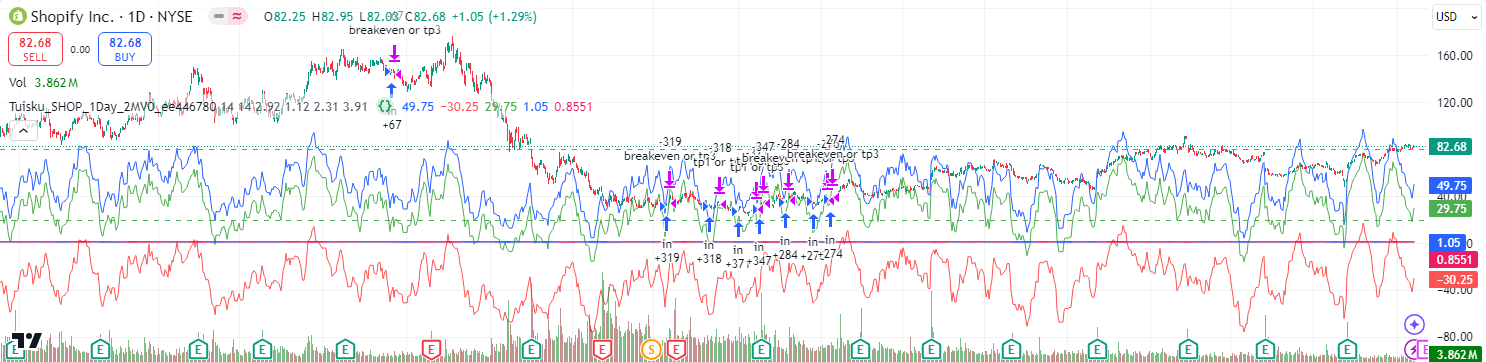 Shopify Inc. · 1D · NYSE O82.25 H82.95 L82.03 C82.68 +1.05 (+1.29%)
USD
breakeven or tp3
82.68
SELL
0.00
82.68
BUY
160.00
Vol 3.862M
Tuisku_SHOP_1Day_2MV0_ee446780 14 14 2.92 1.12 2.31 3.91 49.75 −30.25 29.75 1.05 0.8551
120.00
in
+67
-319 -318 -347 -284 -274
82.68
breakeven or tp3
breakeven or tp3
49.75
40.00
29.75
in in in in in in in
1.05
+319 +318 +347 +284 +274
0.8551
−30.25
−40.00
−80.00
E E E E E E E E S E E E E E E E E E
3.862M